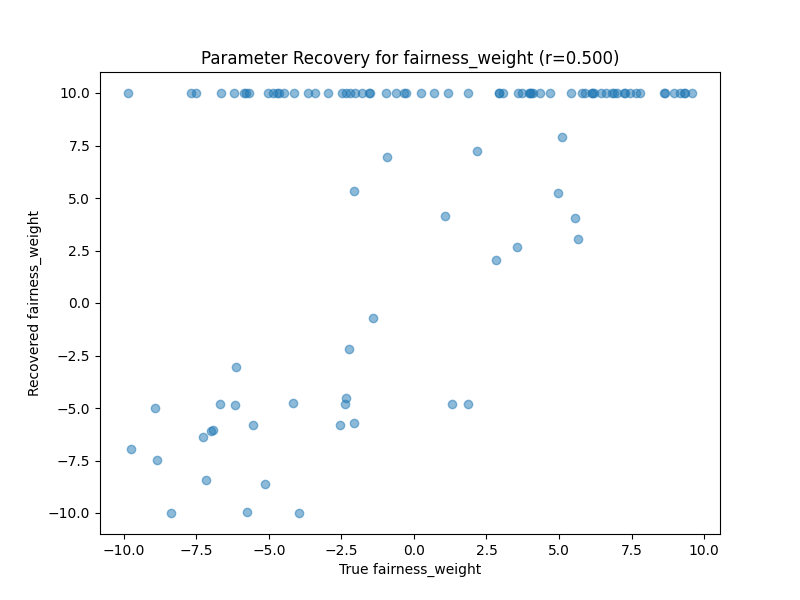 Parameter Recovery for fairness_weight (r=0.500)
10.0
7.5
5.0
2.5
0.0
−2.5
−5.0
−7.5
−10.0
Recovered fairness_weight
−10.0 −7.5 −5.0 −2.5 0.0 2.5 5.0 7.5 10.0
True fairness_weight